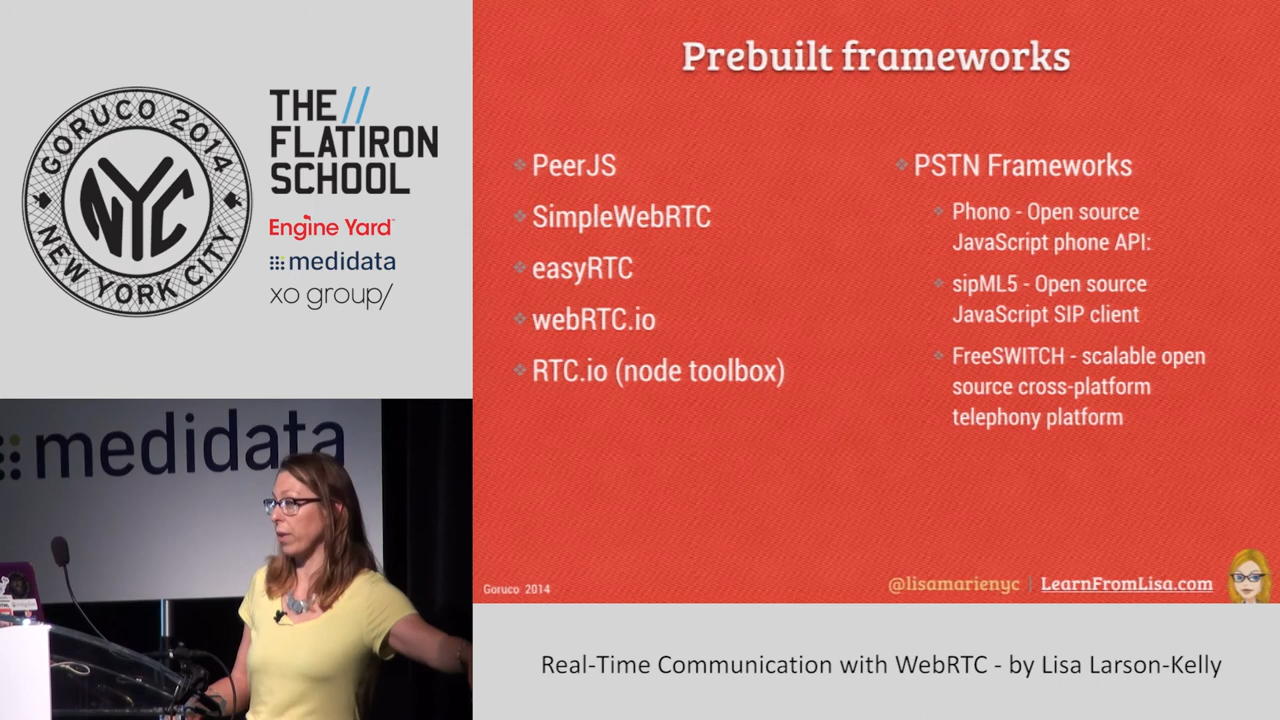 GORUCO 2014
NYC
NEW YORK CITY
THE //
FLATIRON
SCHOOL
Engine Yard
medidata
xo group/
medidata
Prebuilt frameworks
PeerJS
SimpleWebRTC
easyRTC
webRTC.io
RTC.io (node toolbox)
PSTN Frameworks
Phono - Open source
JavaScript phone API:
sipML5 - Open source
JavaScript SIP client
FreeSWITCH - scalable open
source cross-platform
telephony platform
Goruco 2014
@lisamarienyc | LearnFromLisa.com
Real-Time Communication with WebRTC - by Lisa Larson-Kelly